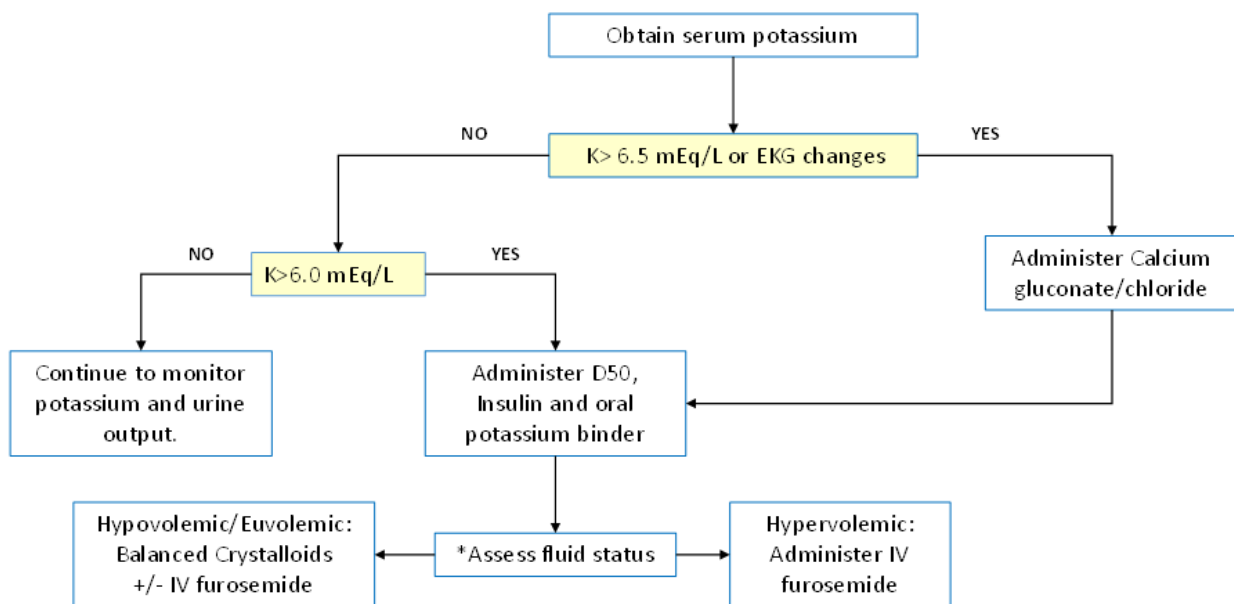 Obtain serum potassium
NO
YES
K> 6.5 mEq/L or EKG changes
NO
YES
K>6.0 mEq/L
Administer Calcium
gluconate/chloride
Continue to monitor
potassium and urine
output.
Administer D50,
Insulin and oral
potassium binder
Hypovolemic/Euvolemic:
Balanced Crystalloids
+/- IV furosemide
*Assess fluid status
Hypervolemic:
Administer IV
furosemide